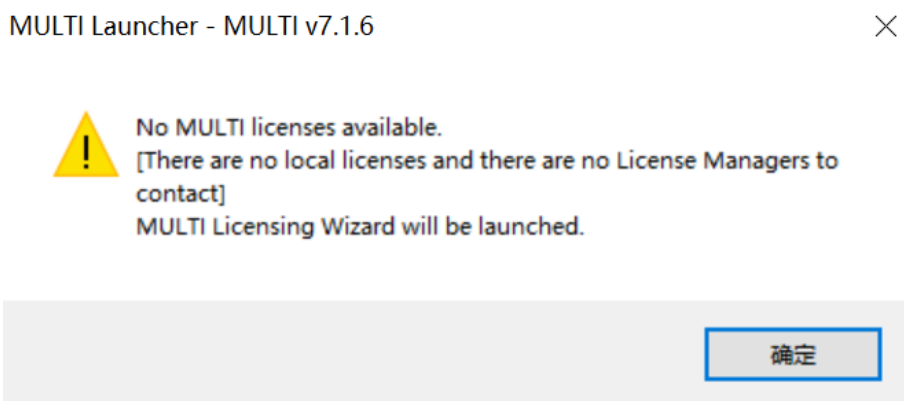 MULTI Launcher - MULTI v7.1.6
No MULTI licenses available.
[There are no local licenses and there are no License Managers to
contact]
MULTI Licensing Wizard will be launched.
确定